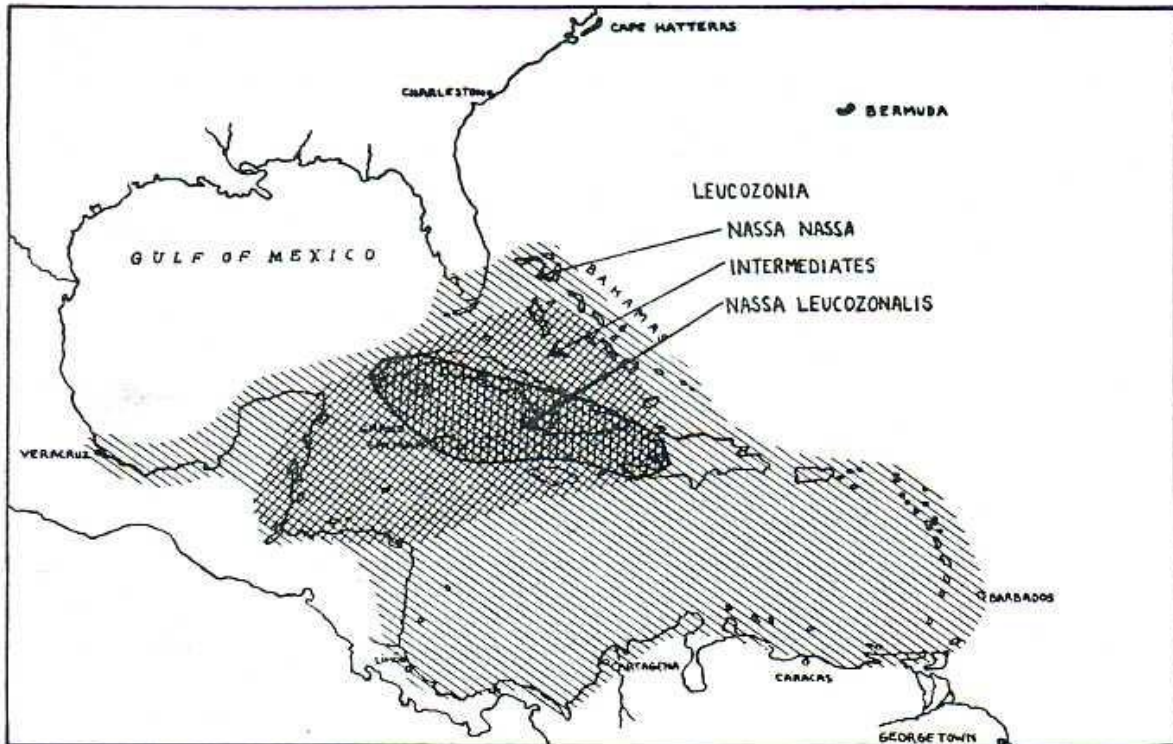 CAPE HATTERAS
CHARLESTON
BERMUDA
LEUCOZONIA
NASSA NASSA
GULF OF MEXICO
BAHAMAS
INTERMEDIATES
NASSA LEUCOZONALIS
VERACRUZ
BARBADOS
LIMON
CARTAGENA
CARACAS
GEORGETOWN